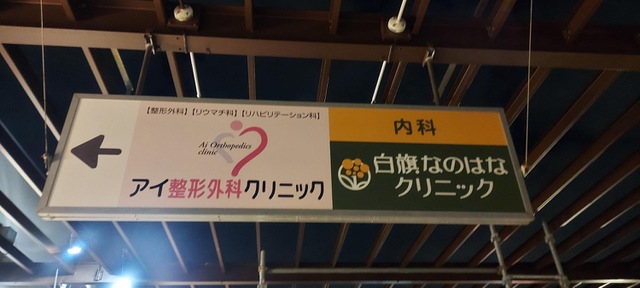 【整形外科】【リウマチ科】【リハビリテーション科】
Ai Orthopedics
clinic
アイ整形外科クリニック
内科
白旗なのはな
クリニック